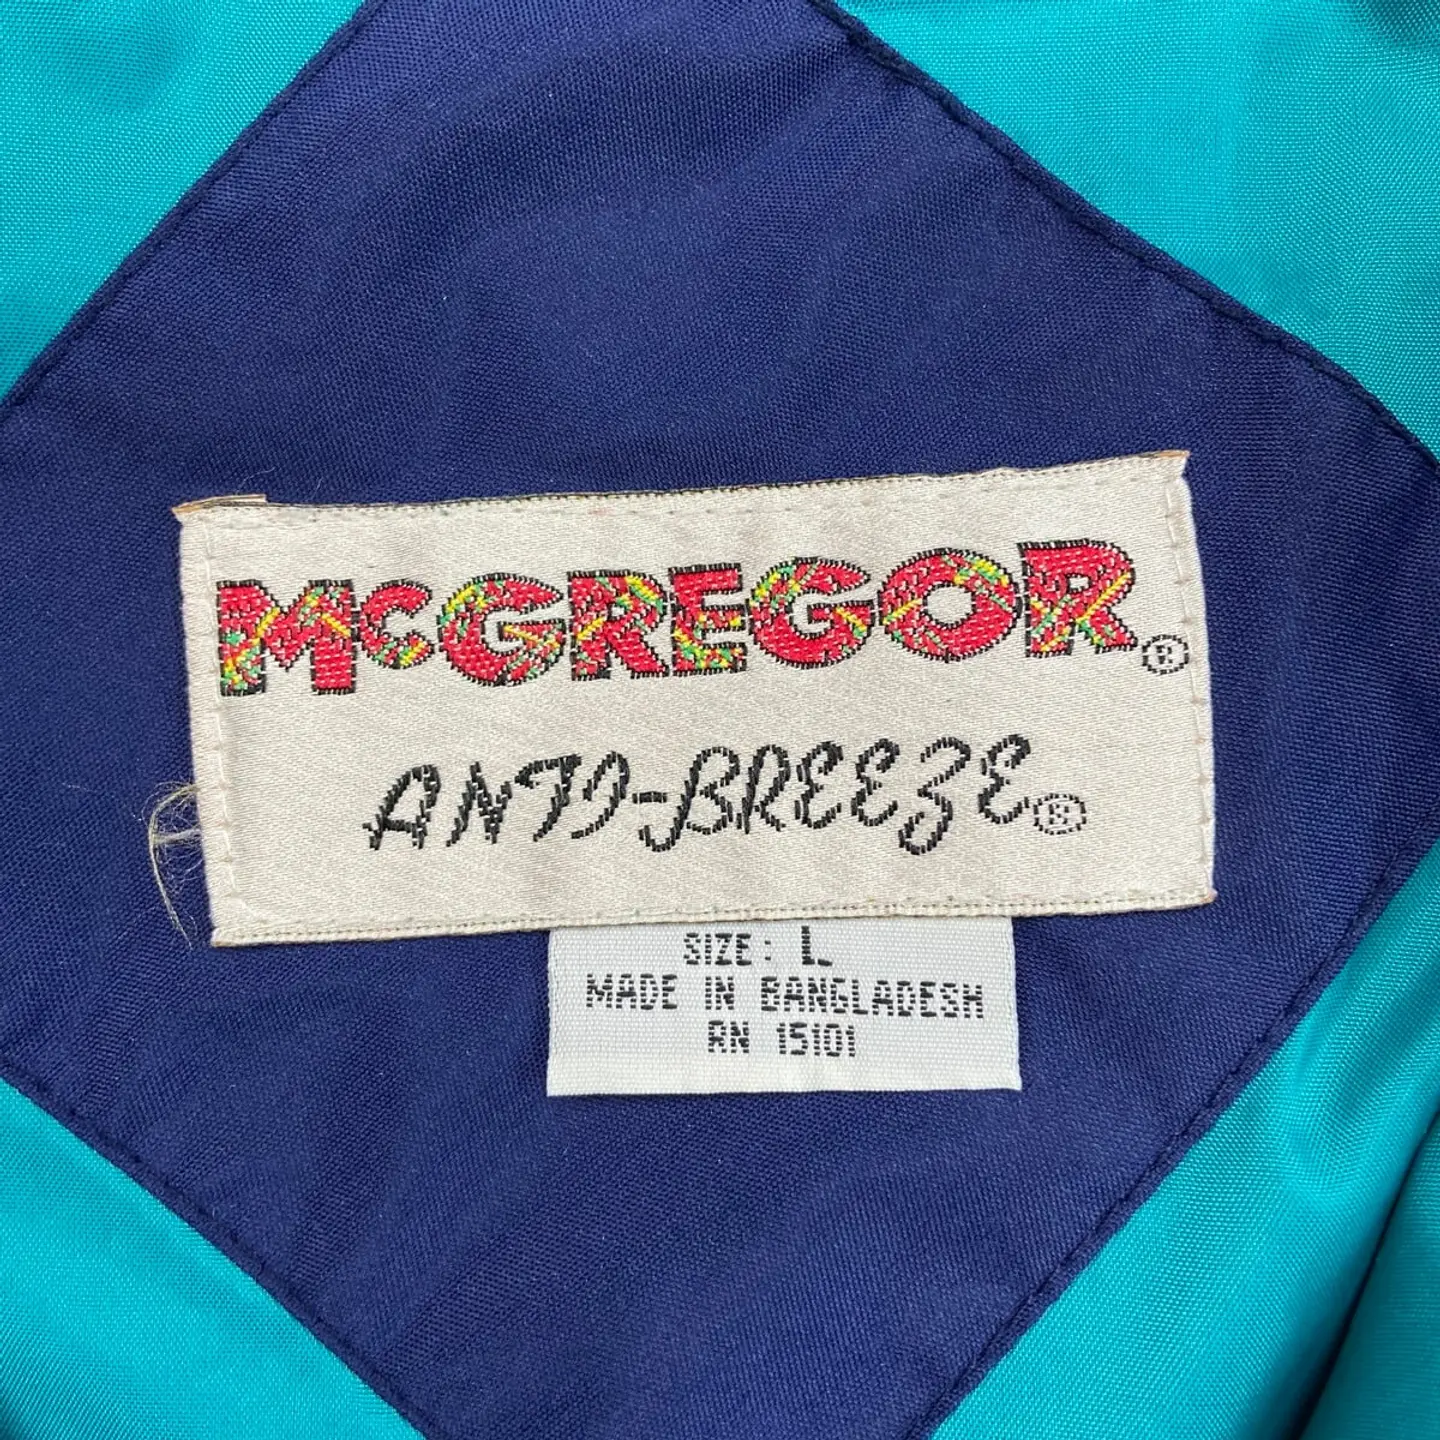 McGREGOR®
ANTI-BREEZE®
SIZE: L
MADE IN BANGLADESH
RN 15101